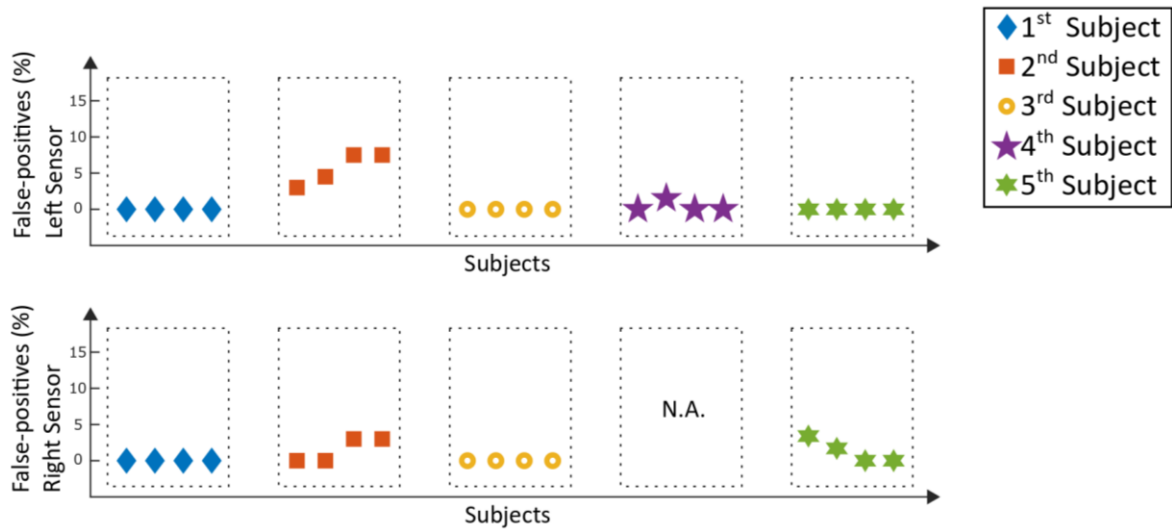 False-positives (%)
Left Sensor
15
10
5
0
Subjects
1st Subject
2nd Subject
3rd Subject
4th Subject
5th Subject
False-positives (%)
Right Sensor
15
10
5
0
N.A.
Subjects